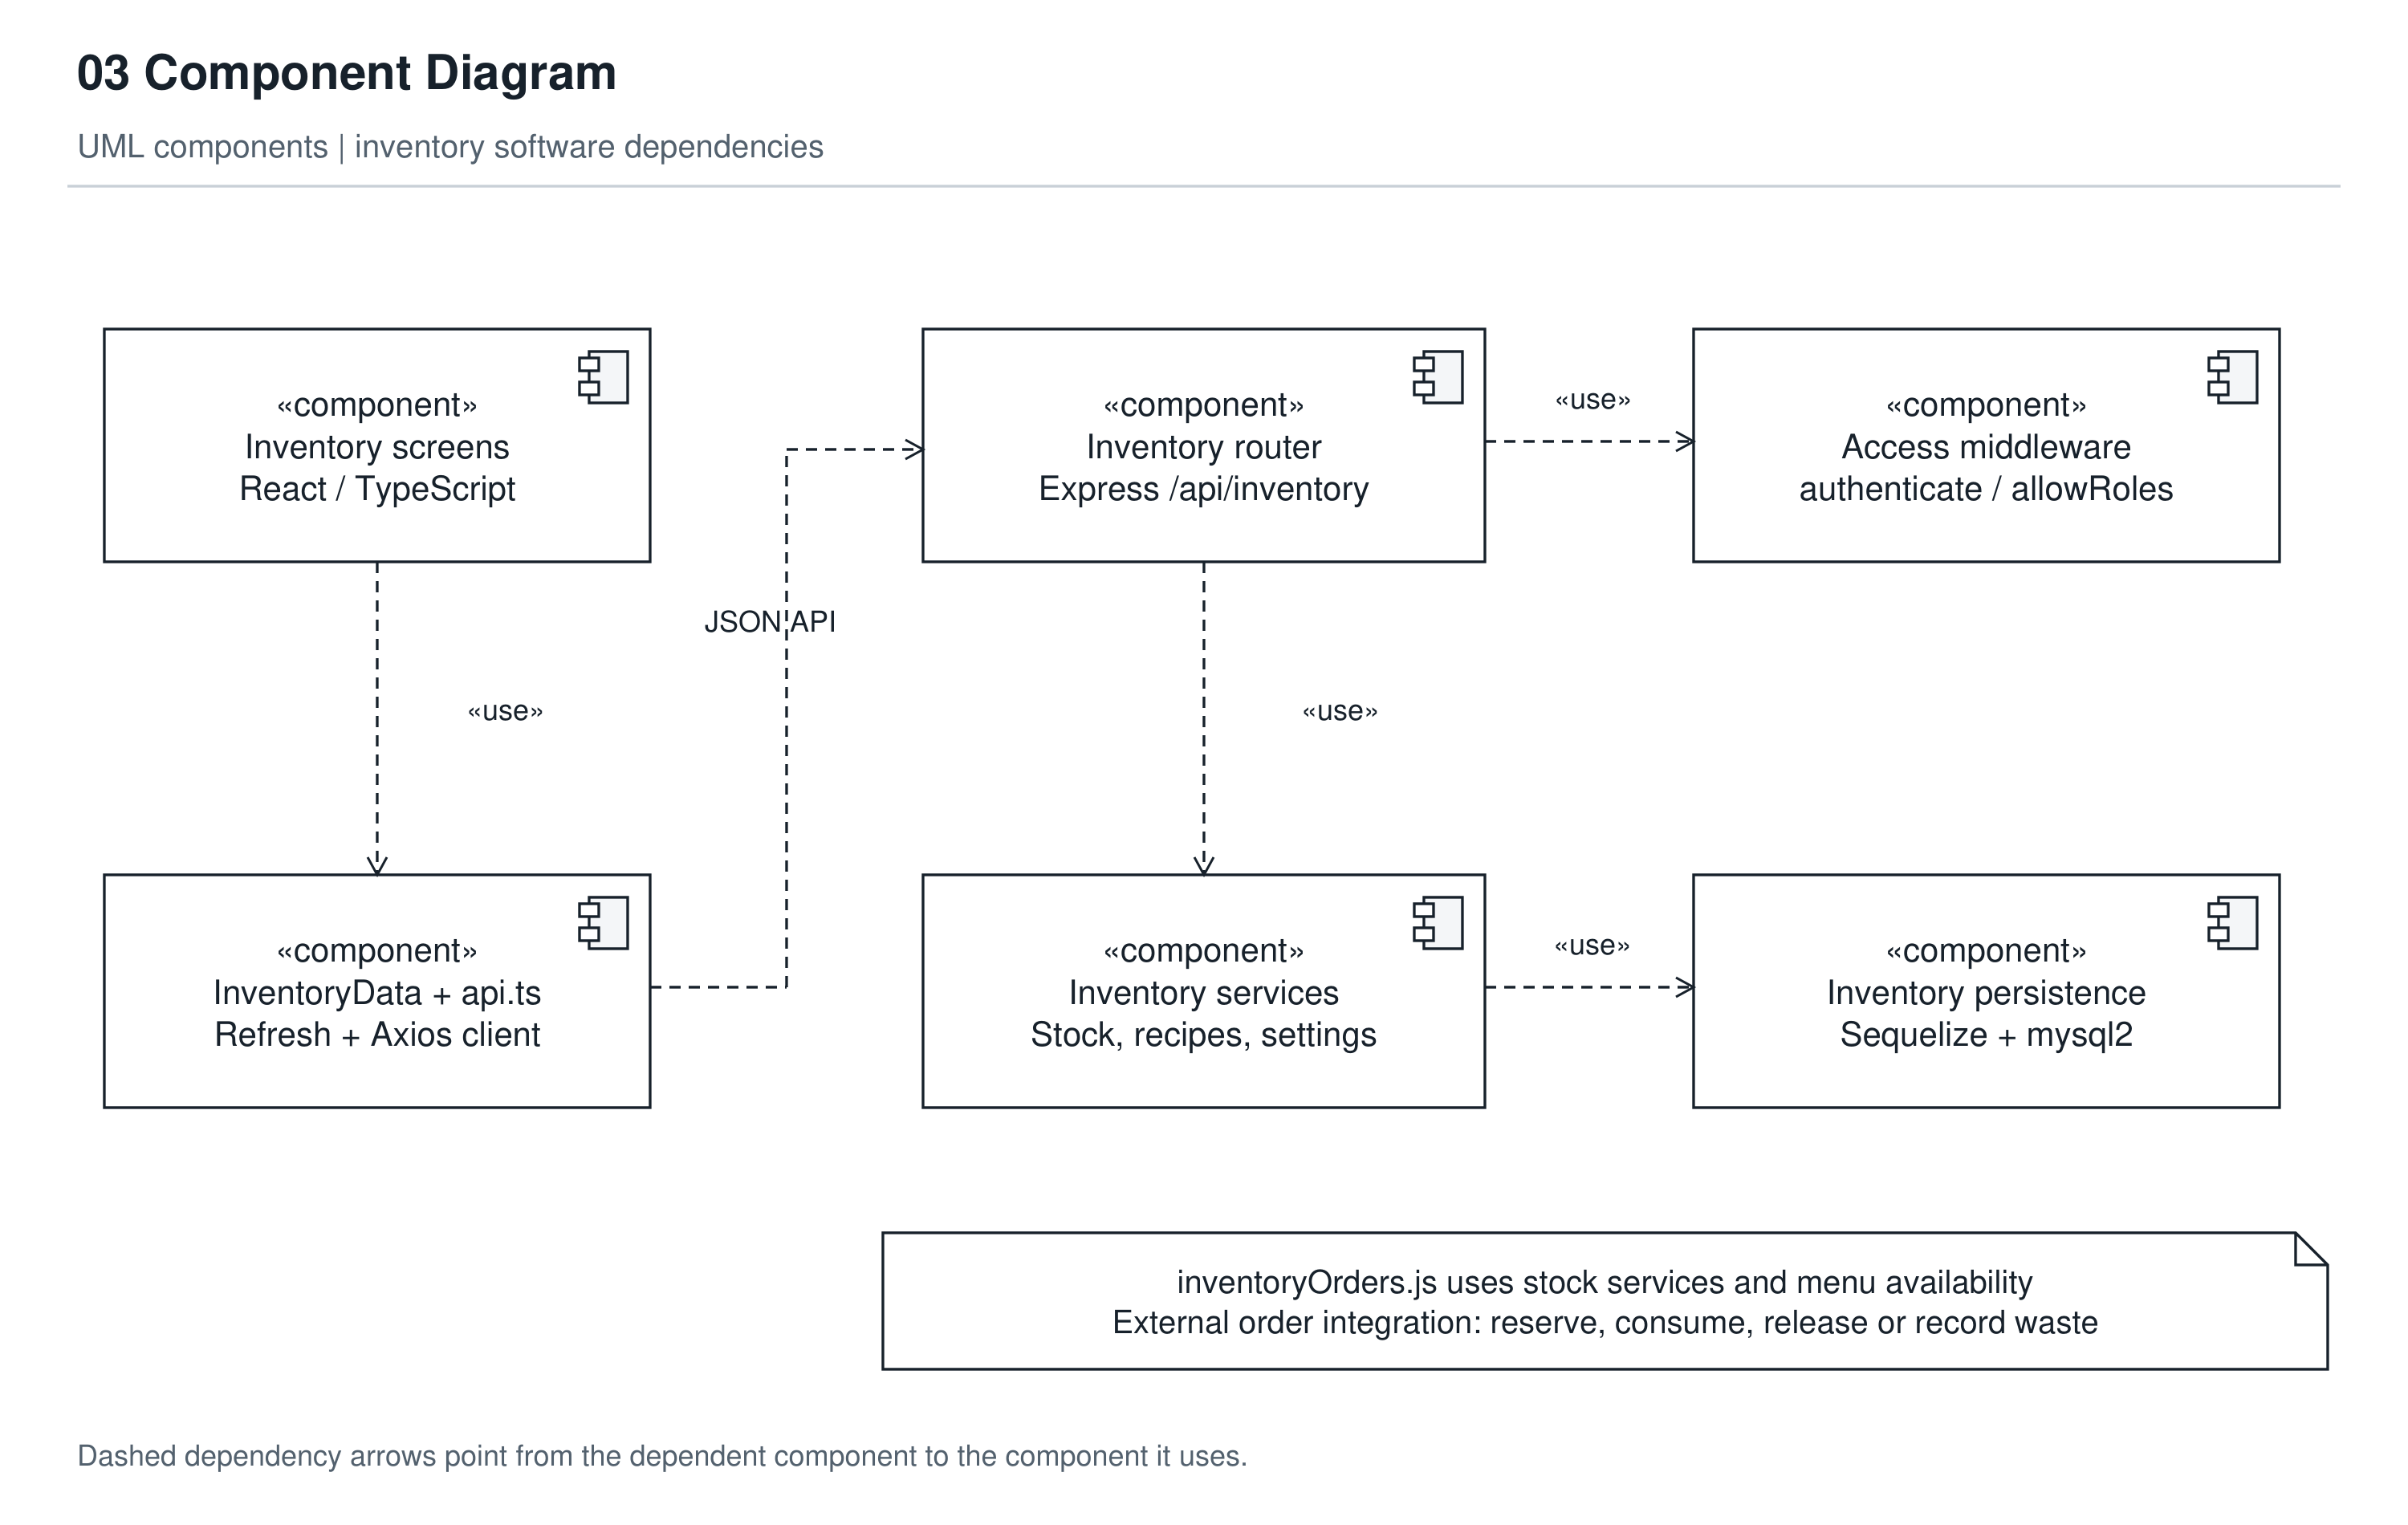 03 Component Diagram
UML components | inventory software dependencies
«component»
Inventory screens
React / TypeScript
«component»
Inventory router
Express /api/inventory
«use»
«component»
Access middleware
authenticate / allowRoles
JSON API
«use»
«use»
«component»
InventoryData + api.ts
Refresh + Axios client
«component»
Inventory services
Stock, recipes, settings
«use»
«component»
Inventory persistence
Sequelize + mysql2
inventoryOrders.js uses stock services and menu availability
External order integration: reserve, consume, release or record waste
Dashed dependency arrows point from the dependent component to the component it uses.